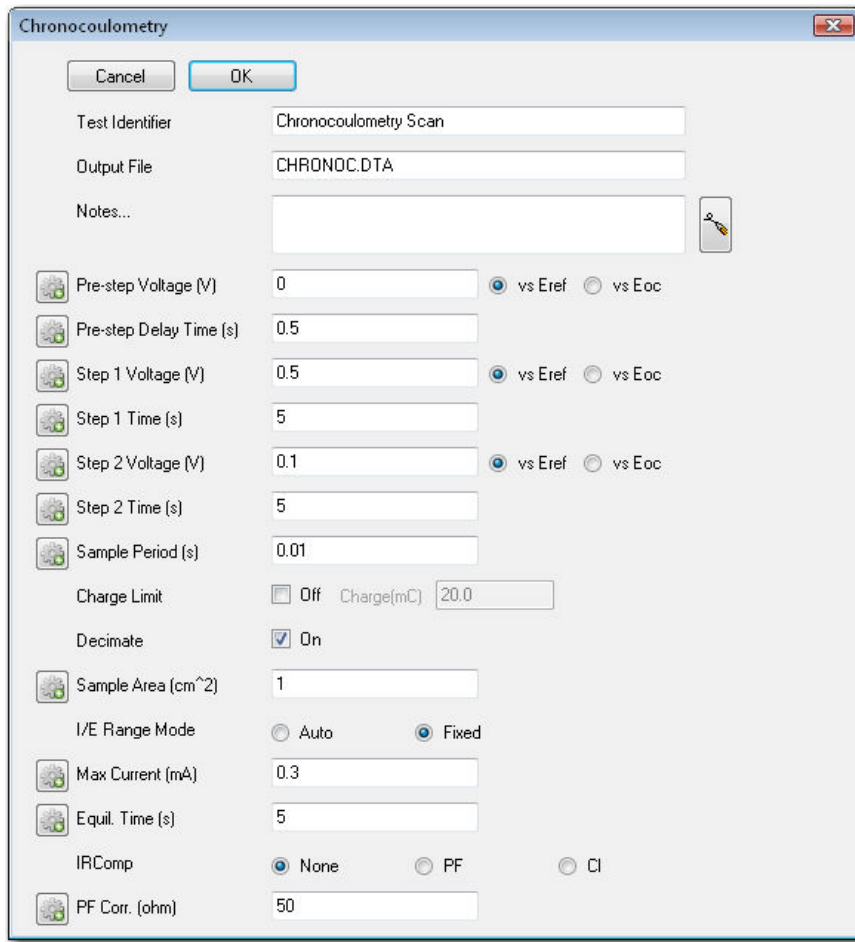 Chronocoulometry
Cancel OK
Test Identifier Chronocoulometry Scan
Output File CHRONOC.DTA
Notes...
Pre-step Voltage (V) 0 vs Eref vs Eoc
Pre-step Delay Time (s) 0.5
Step 1 Voltage (V) 0.5 vs Eref vs Eoc
Step 1 Time (s) 5
Step 2 Voltage (V) 0.1 vs Eref vs Eoc
Step 2 Time (s) 5
Sample Period (s) 0.01
Charge Limit Off Charge(mC) 20.0
Decimate On
Sample Area (cm^2) 1
I/E Range Mode Auto Fixed
Max Current (mA) 0.3
Equil. Time (s) 5
IRComp None PF CI
PF Corr. (ohm) 50